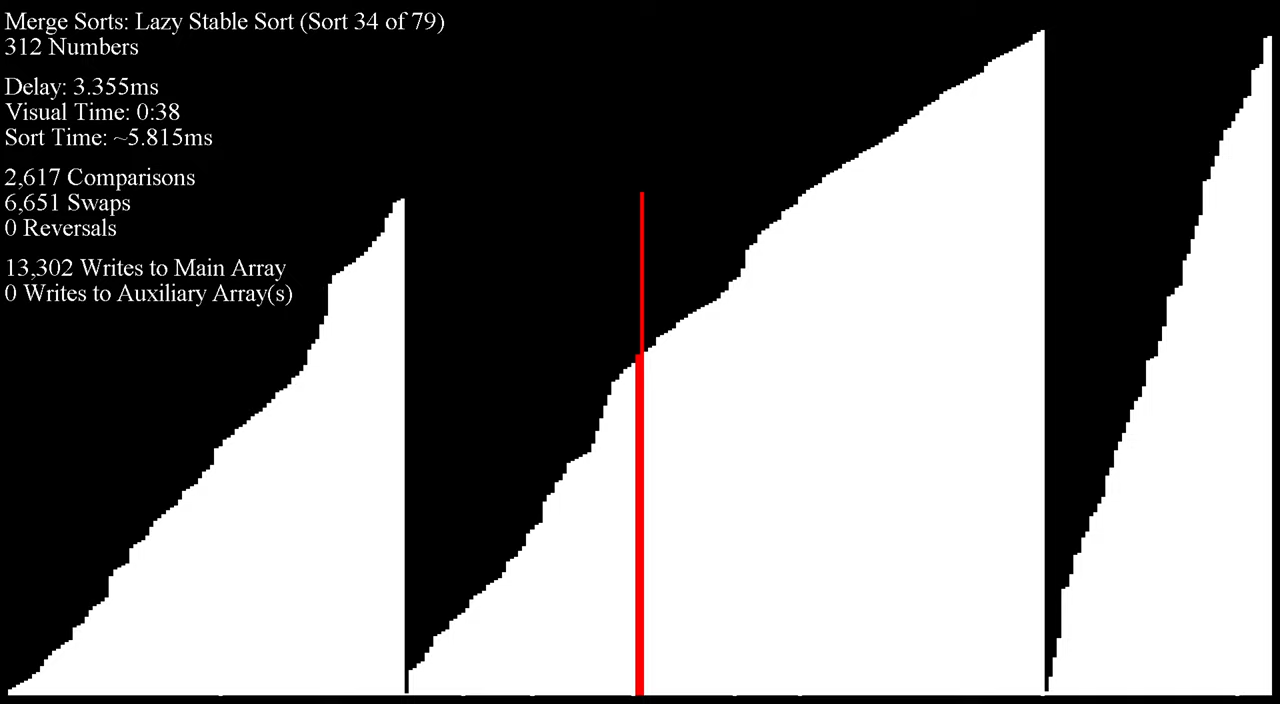 Merge Sorts: Lazy Stable Sort (Sort 34 of 79)
312 Numbers
Delay: 3.355ms
Visual Time: 0:38
Sort Time: ~5.815ms
2,617 Comparisons
6,651 Swaps
0 Reversals
13,302 Writes to Main Array
0 Writes to Auxiliary Array(s)